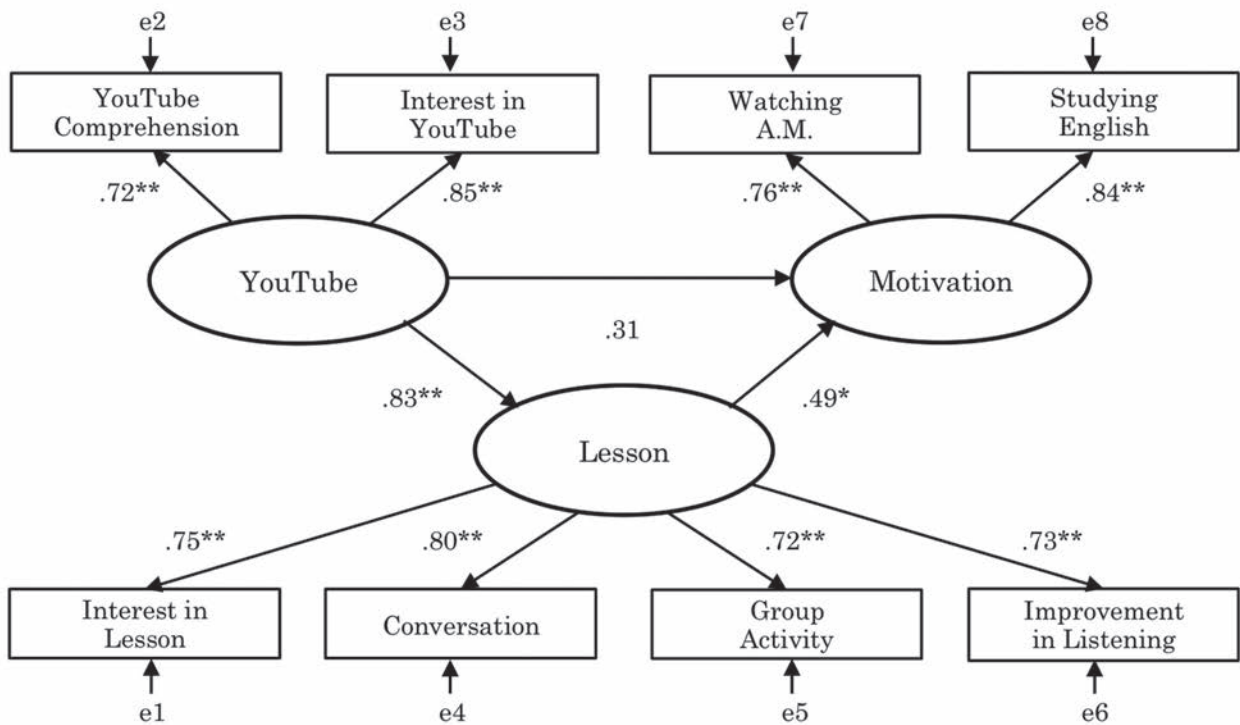 e2
e3
e7
e8
YouTube
Comprehension
Interest in
YouTube
Watching
A.M.
Studying
English
.72**
.85**
.76**
.84**
YouTube
Motivation
.31
.83**
.49*
Lesson
.75**
.80**
.72**
.73**
Interest in
Lesson
Conversation
Group
Activity
Improvement
in Listening
e1
e4
e5
e6